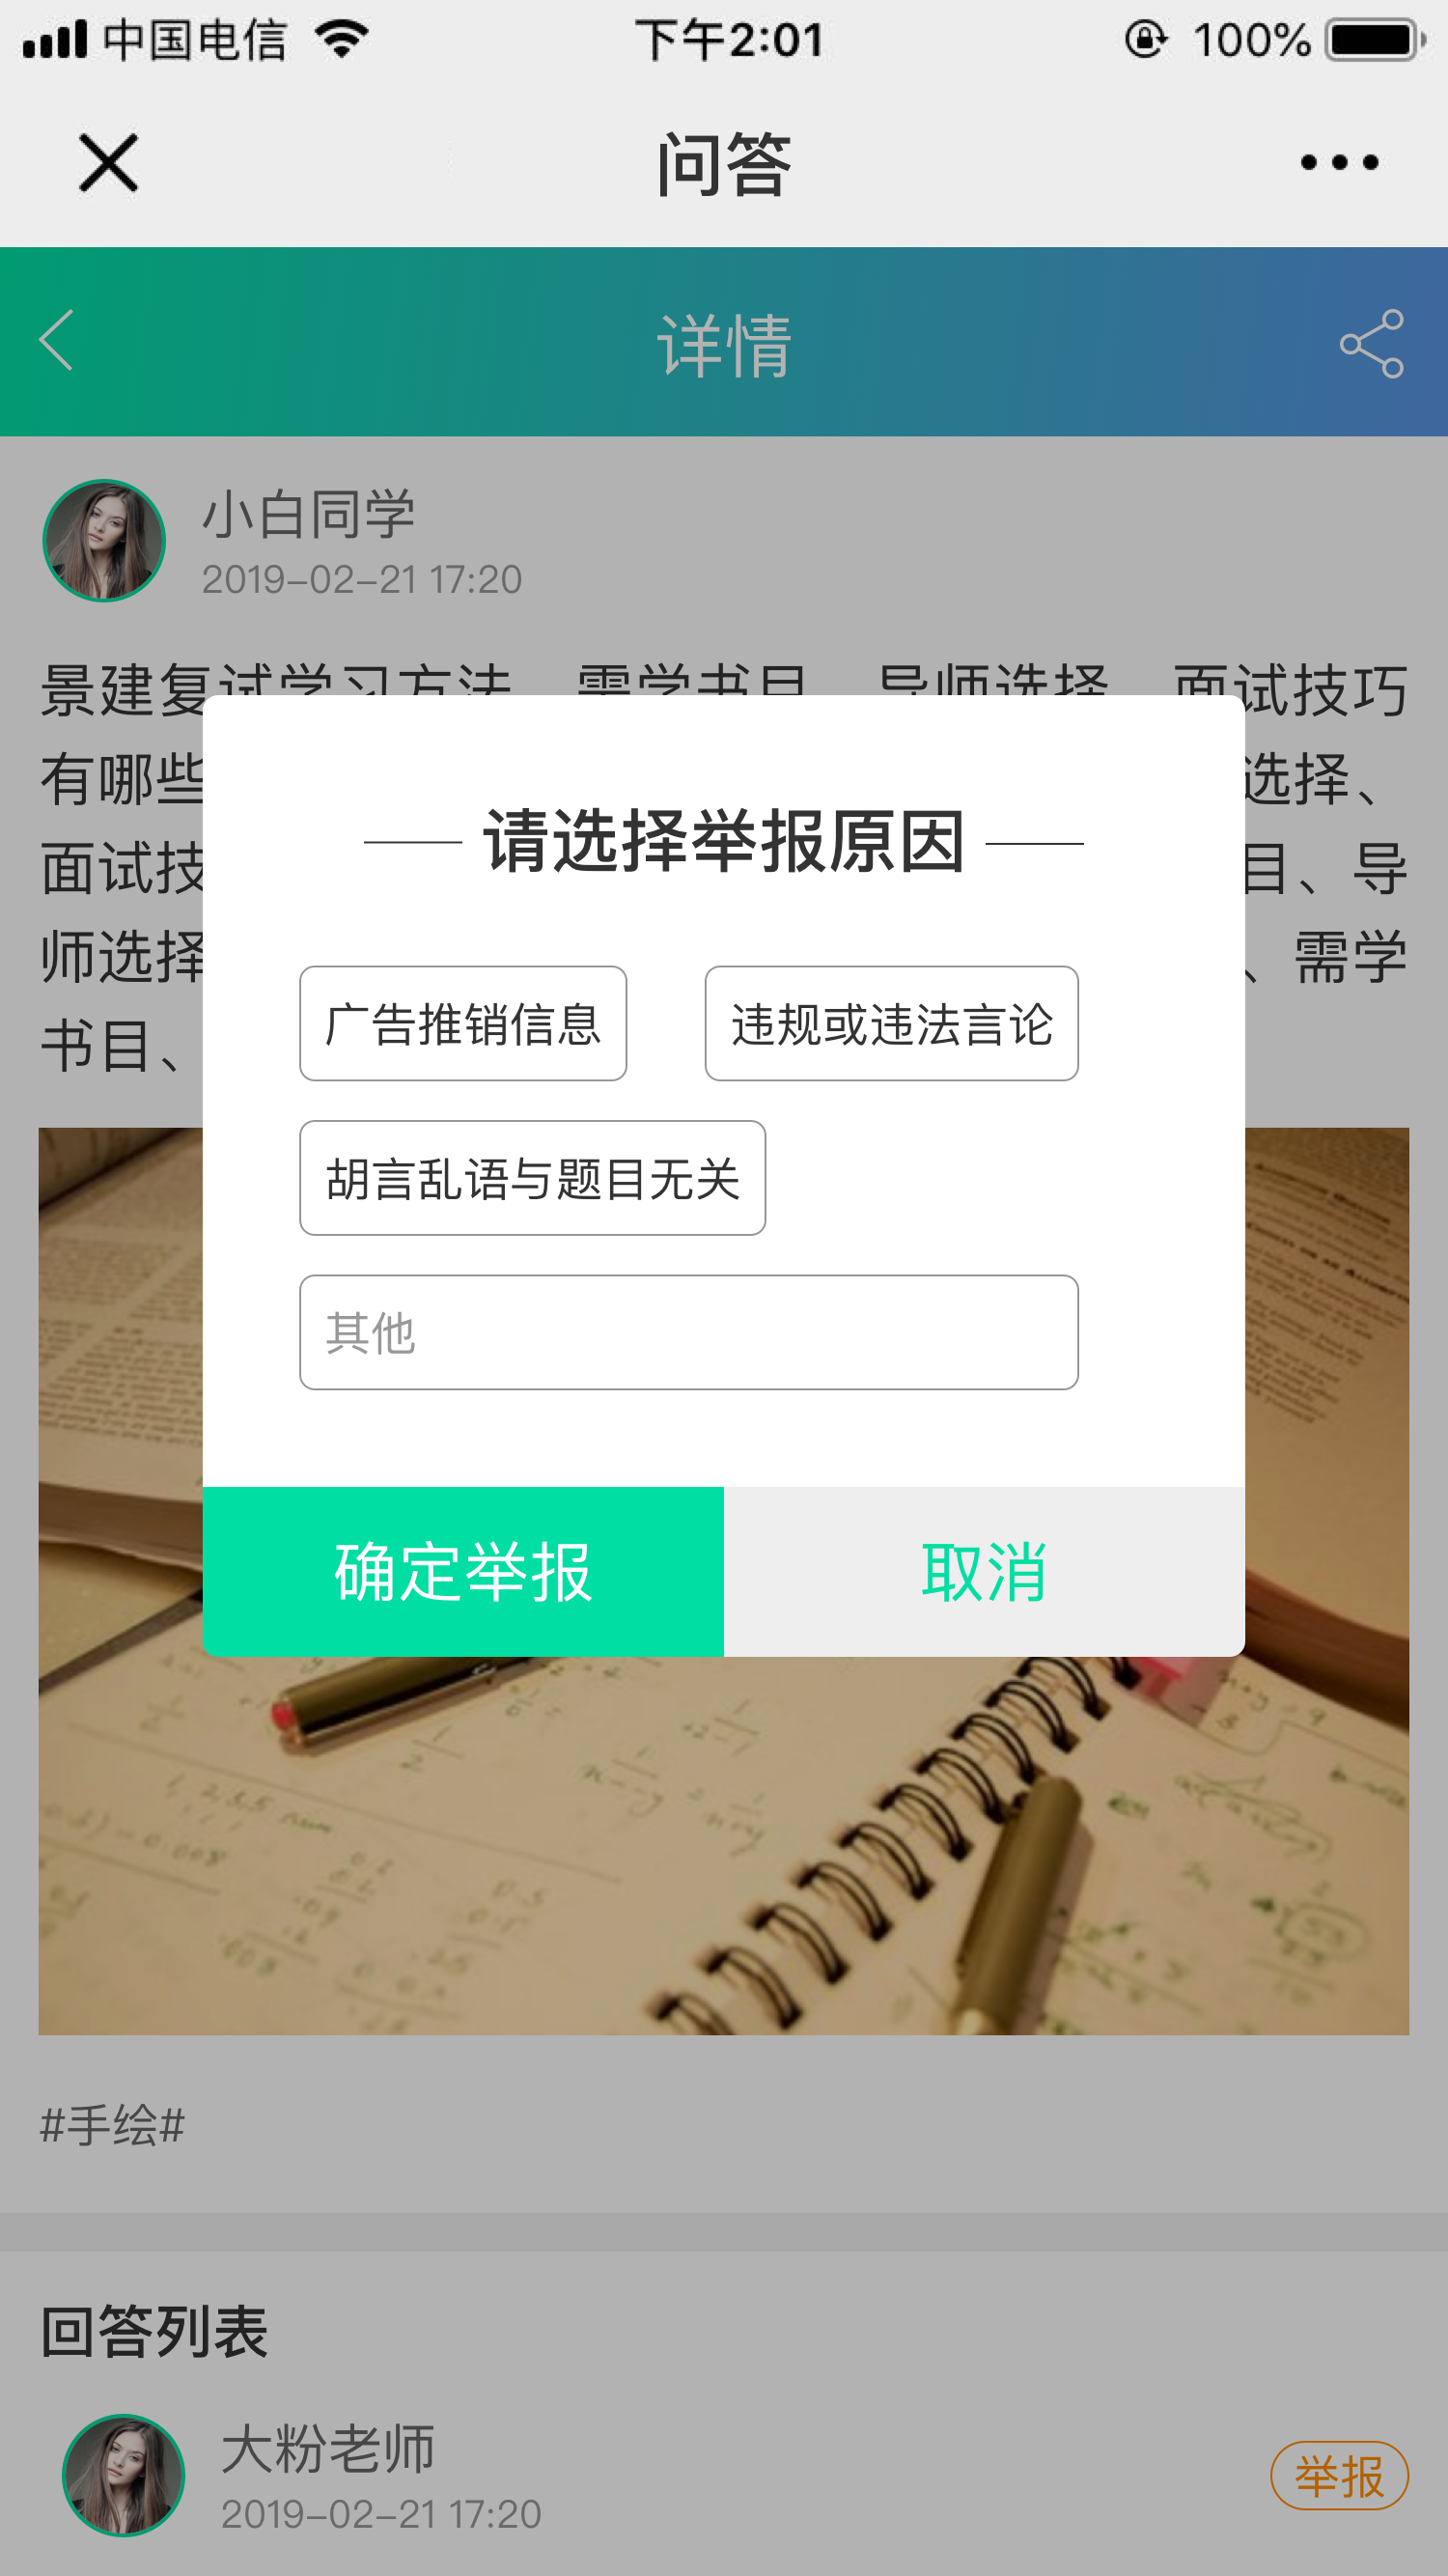 中国电信 下午2:01 100%
问答
详情
小白同学
2019-02-21 17:20
景建复试学习方法、需学书目、导师选择、面试技巧
有哪些 选择、
面试技 目、导
师选择 、需学
书目、
请选择举报原因
广告推销信息 违规或违法言论
胡言乱语与题目无关
其他
确定举报 取消
#手绘#
回答列表
大粉老师
2019-02-21 17:20
举报